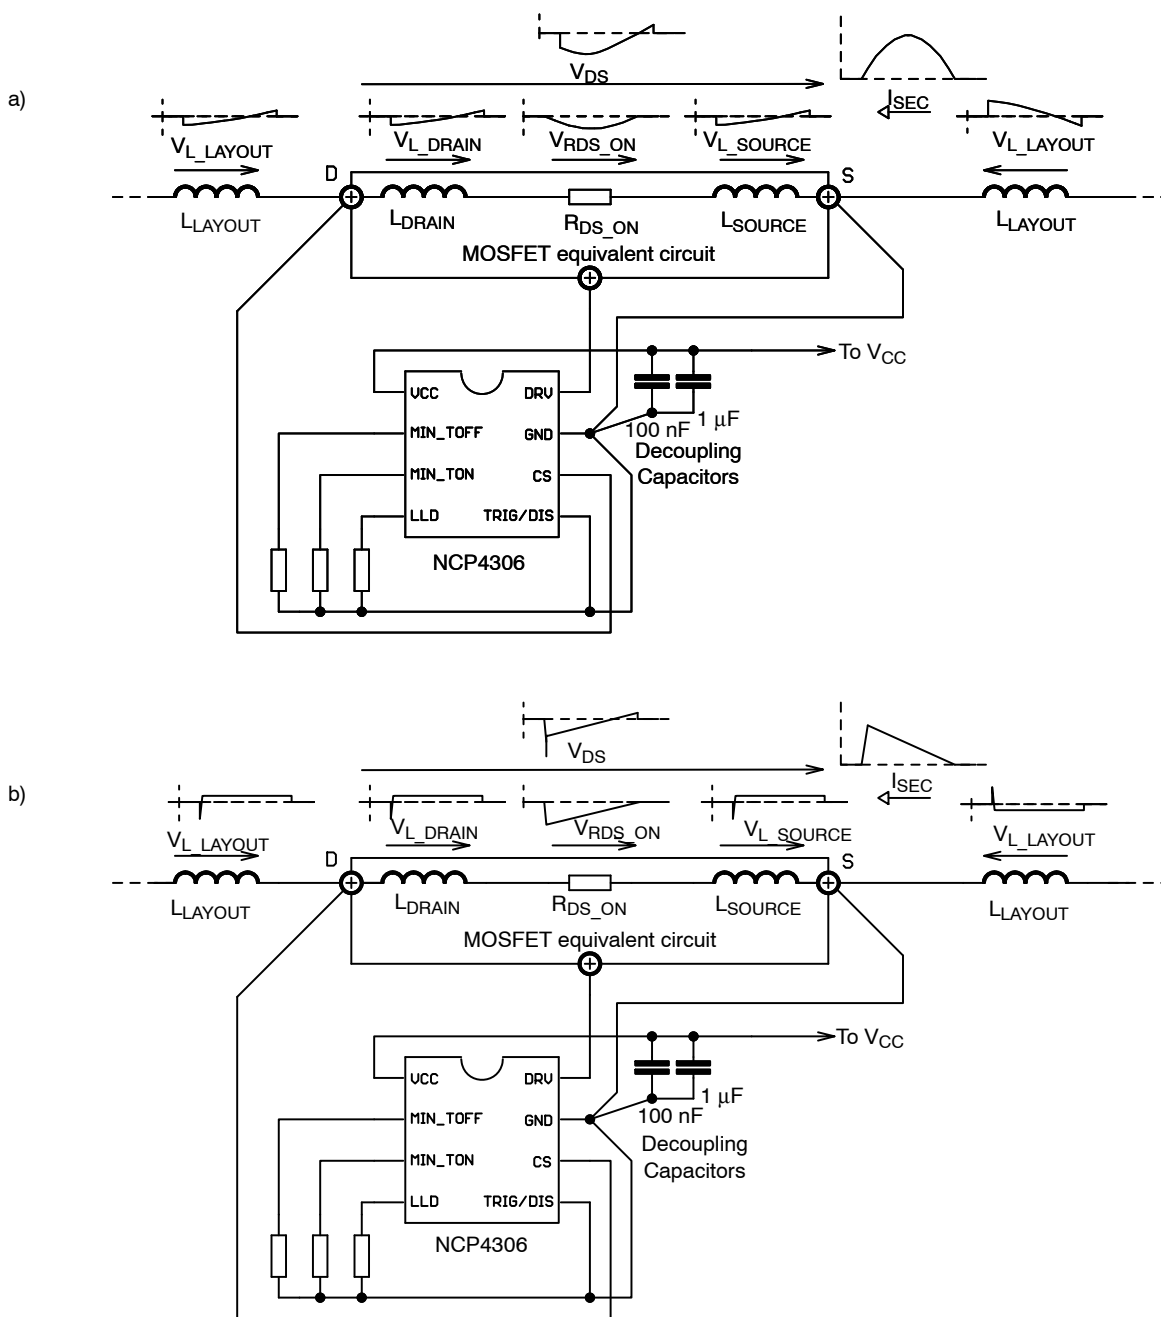 a)
V_DS
I_SEC
V_L_LAYOUT
V_L_DRAIN
V_RDS_ON
V_L_SOURCE
V_L_LAYOUT
D
S
L_LAYOUT
L_DRAIN
R_DS_ON
L_SOURCE
L_LAYOUT
MOSFET equivalent circuit
To V_CC
VCC
DRV
MIN_TOFF
GND
MIN_TON
CS
LLD
TRIG/DIS
NCP4306
100 nF
1 μF
Decoupling
Capacitors
b)
V_DS
I_SEC
V_L_LAYOUT
V_L_DRAIN
V_RDS_ON
V_L_SOURCE
V_L_LAYOUT
D
S
L_LAYOUT
L_DRAIN
R_DS_ON
L_SOURCE
L_LAYOUT
MOSFET equivalent circuit
To V_CC
VCC
DRV
MIN_TOFF
GND
MIN_TON
CS
LLD
TRIG/DIS
NCP4306
1 μF
100 nF
Decoupling
Capacitors